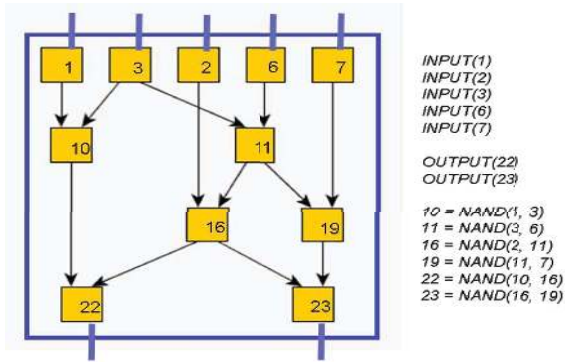 1 3 2 6 7
10 11
16 19
22 23
INPUT(1)
INPUT(2)
INPUT(3)
INPUT(6)
INPUT(7)
OUTPUT(22)
OUTPUT(23)
10 = NAND(1, 3)
11 = NAND(3, 6)
16 = NAND(2, 11)
19 = NAND(11, 7)
22 = NAND(10, 16)
23 = NAND(16, 19)